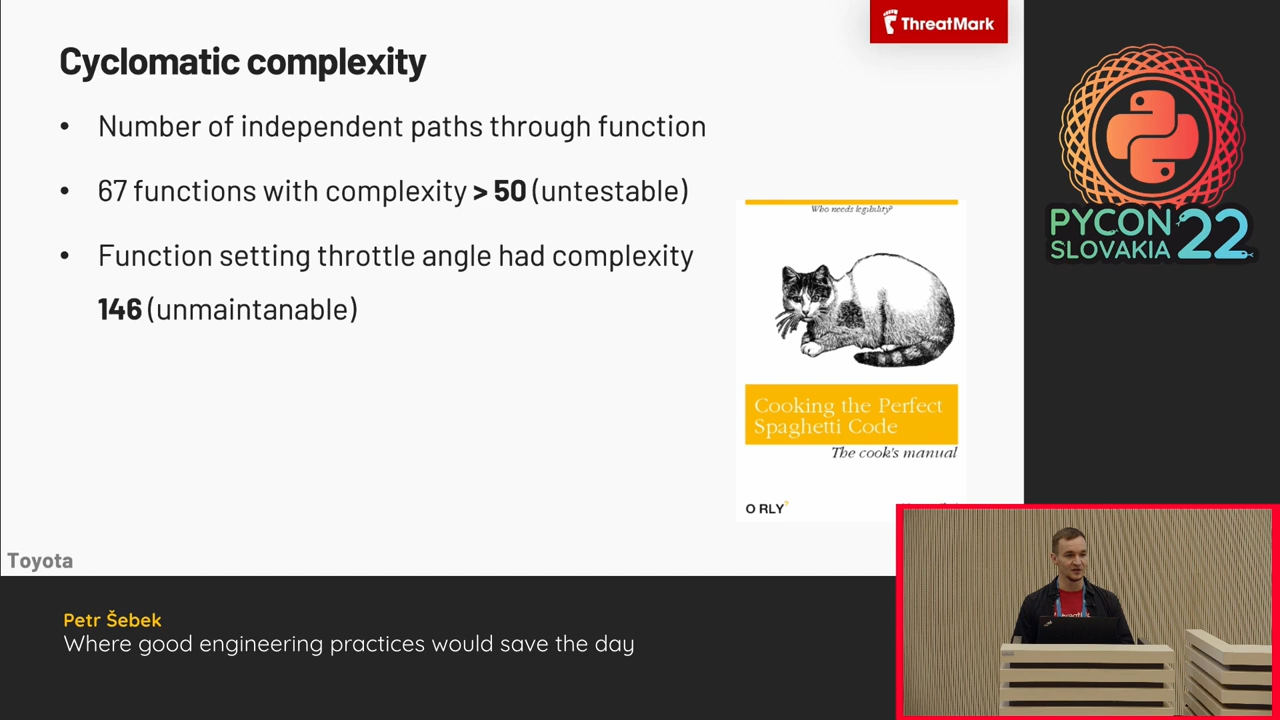 ThreatMark
Cyclomatic complexity
• Number of independent paths through function
• 67 functions with complexity > 50 (untestable)
• Function setting throttle angle had complexity
146 (unmaintanable)
Who needs legibility?
Cooking the Perfect
Spaghetti Code
The cook's manual
O RLY?
Toyota
PYCON
SLOVAKIA 22
Petr Šebek
Where good engineering practices would save the day